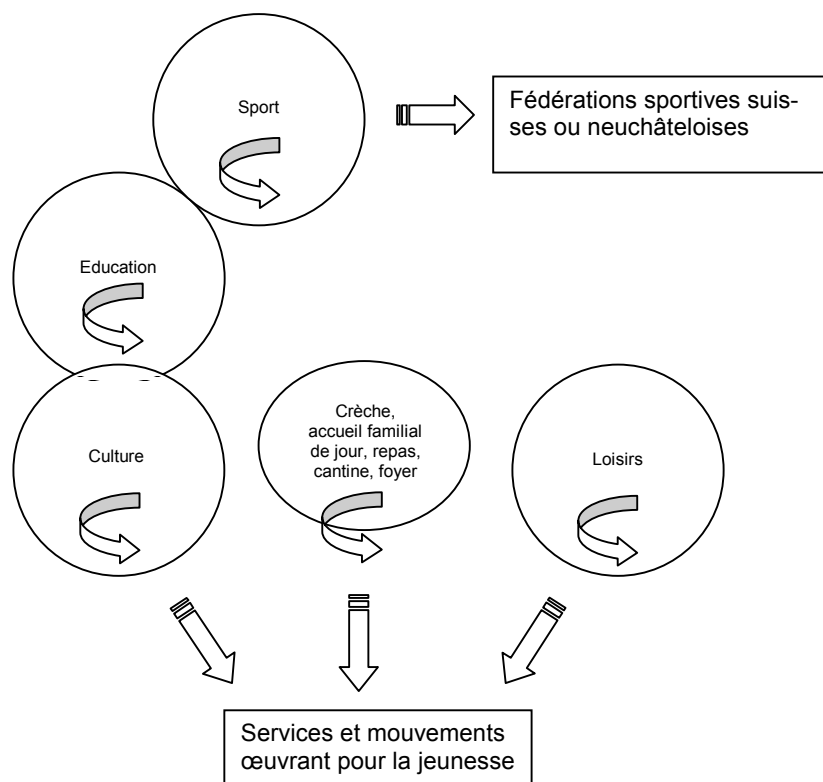 Sport
Fédérations sportives suis-
ses ou neuchâteloises
Education
Culture
Crèche,
accueil familial
de jour, repas,
cantine, foyer
Loisirs
Services et mouvements
œuvrant pour la jeunesse